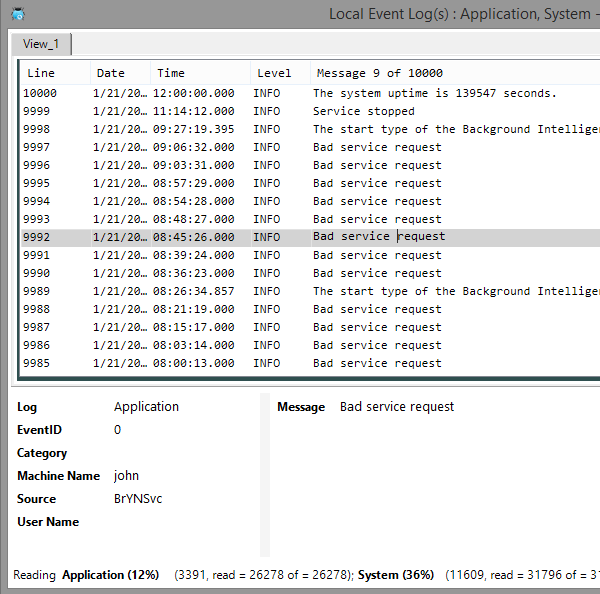 Local Event Log(s) : Application, System -
View_1
Line Date Time Level Message 9 of 10000
10000 1/21/20… 12:00:00.000 INFO The system uptime is 139547 seconds.
9999 1/21/20… 11:14:12.000 INFO Service stopped
9998 1/21/20… 09:27:19.395 INFO The start type of the Background Intellige
9997 1/21/20… 09:06:32.000 INFO Bad service request
9996 1/21/20… 09:03:31.000 INFO Bad service request
9995 1/21/20… 08:57:29.000 INFO Bad service request
9994 1/21/20… 08:54:28.000 INFO Bad service request
9993 1/21/20… 08:48:27.000 INFO Bad service request
9992 1/21/20… 08:45:26.000 INFO Bad service request
9991 1/21/20… 08:39:24.000 INFO Bad service request
9990 1/21/20… 08:36:23.000 INFO Bad service request
9989 1/21/20… 08:26:34.857 INFO The start type of the Background Intellige
9988 1/21/20… 08:21:19.000 INFO Bad service request
9987 1/21/20… 08:15:17.000 INFO Bad service request
9986 1/21/20… 08:03:14.000 INFO Bad service request
9985 1/21/20… 08:00:13.000 INFO Bad service request
Log Application
EventID 0
Category
Machine Name john
Source BrYNSvc
User Name
Message Bad service request
Reading Application (12%) (3391, read = 26278 of = 26278); System (36%) (11609, read = 31796 of = 31